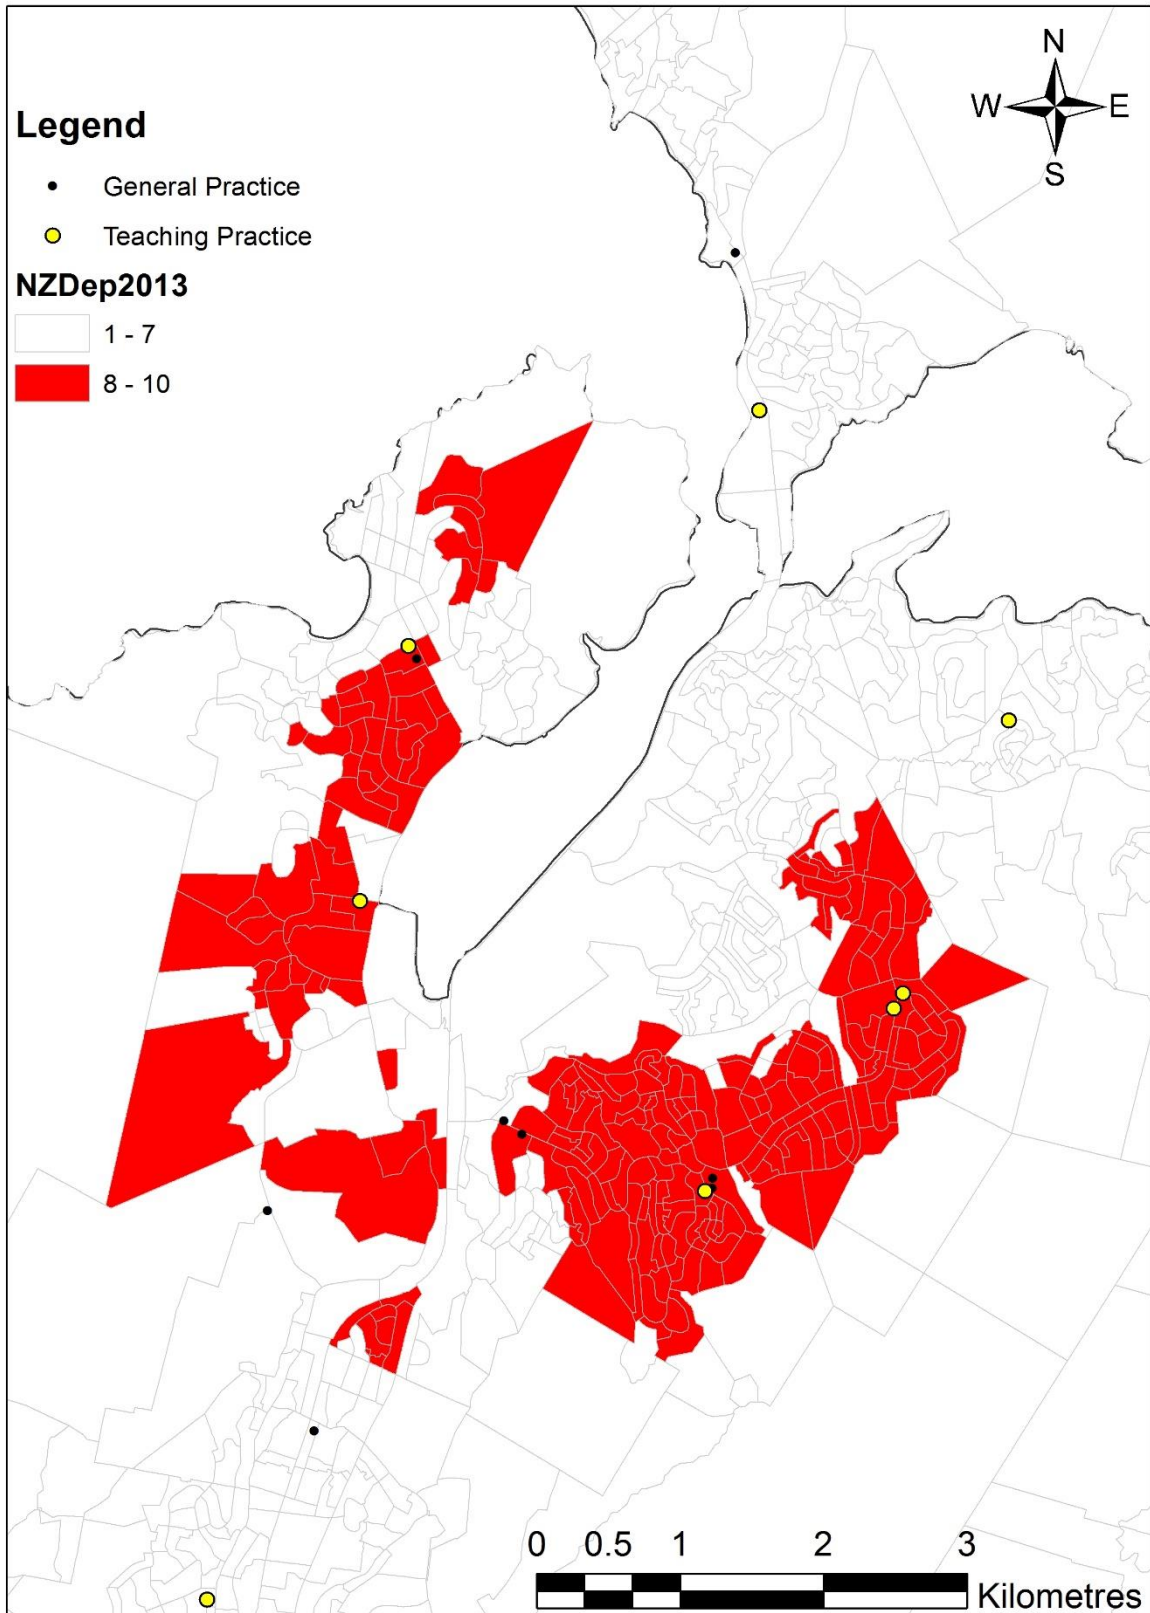 N
W E
S
Legend
General Practice
Teaching Practice
NZDep2013
1 - 7
8 - 10
0 0.5 1 2 3
Kilometres